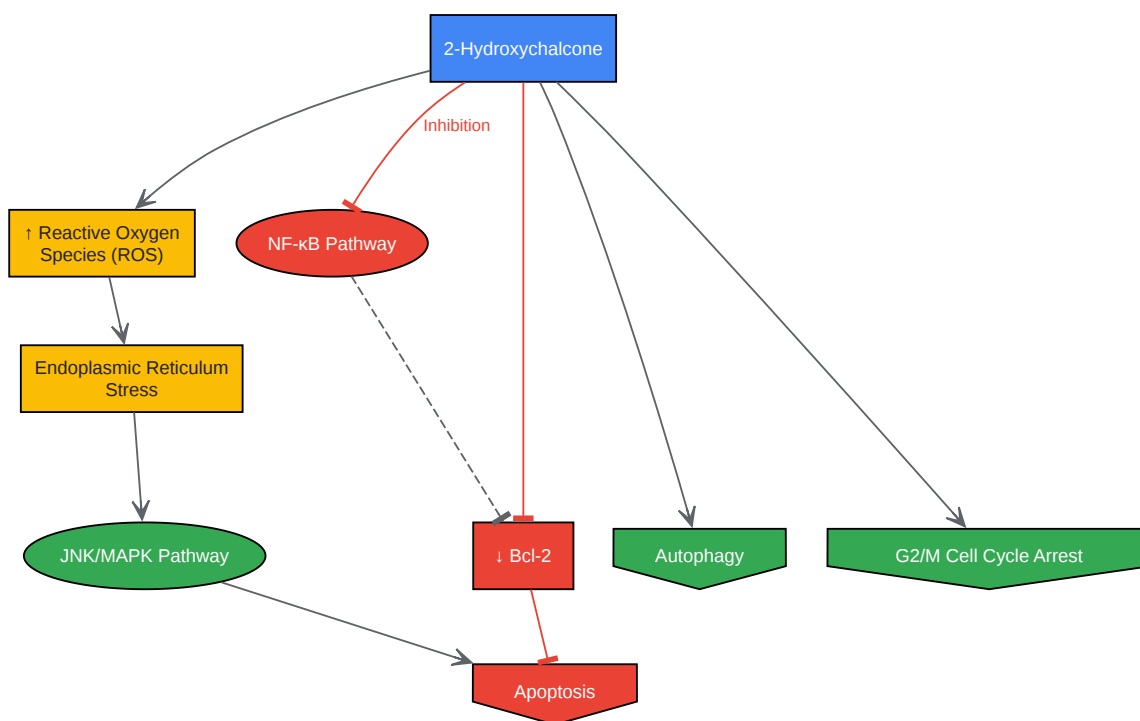 2-Hydroxychalcone
Inhibition
↑ Reactive Oxygen
Species (ROS)
NF-κB Pathway
Endoplasmic Reticulum
Stress
JNK/MAPK Pathway
↓ Bcl-2
Autophagy
G2/M Cell Cycle Arrest
Apoptosis